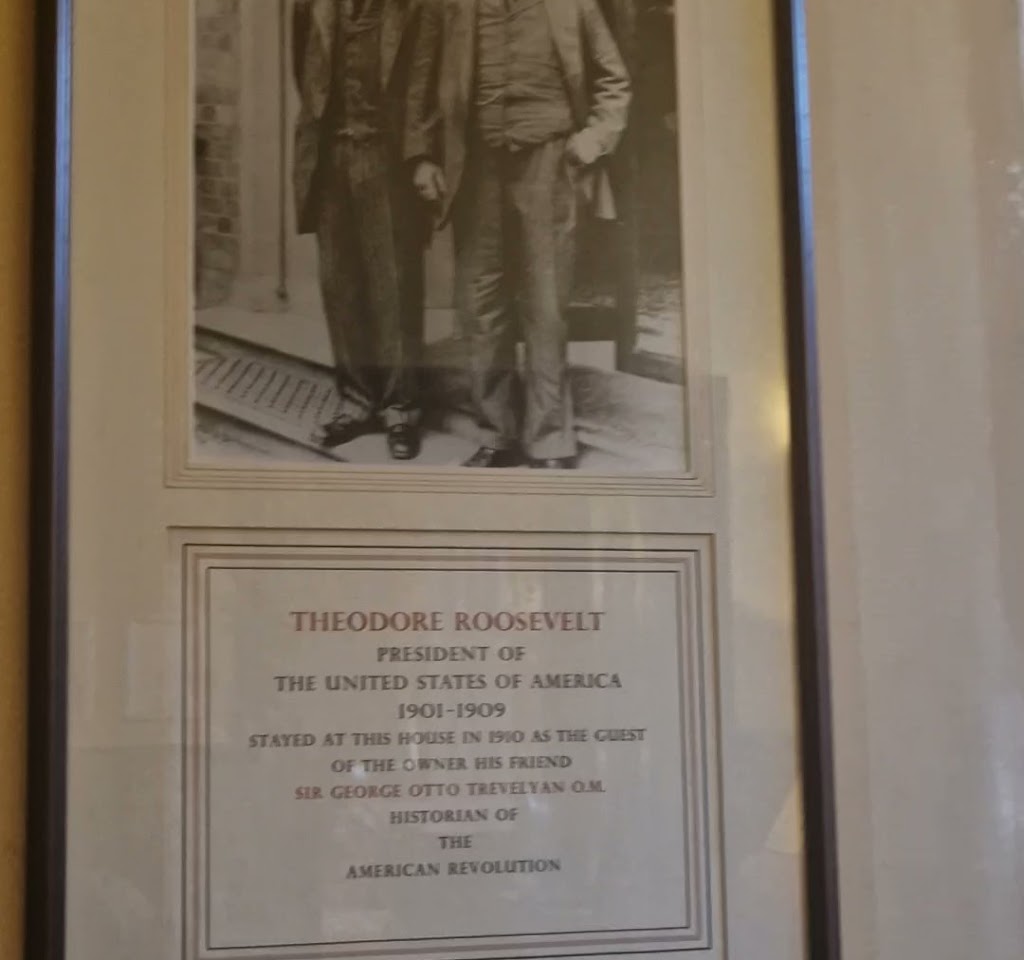 THEODORE ROOSEVELT
PRESIDENT OF
THE UNITED STATES OF AMERICA
1901-1909
STAYED AT THIS HOUSE IN 1910 AS THE GUEST
OF THE OWNER HIS FRIEND
SIR GEORGE OTTO TREVELYAN O.M.
HISTORIAN OF
THE
AMERICAN REVOLUTION